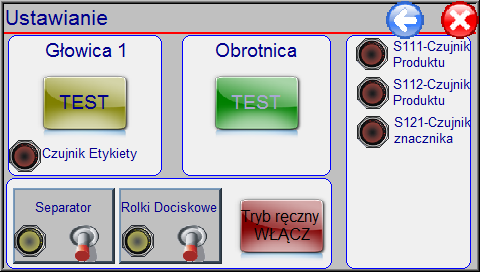 Ustawianie
Głowica 1
TEST
Czujnik Etykiety
Obrotnica
TEST
S111-Czujnik
Produktu
S112-Czujnik
Produktu
S121-Czujnik
znacznika
Separator
Rolki Dociskowe
Tryb ręczny
WŁĄCZ